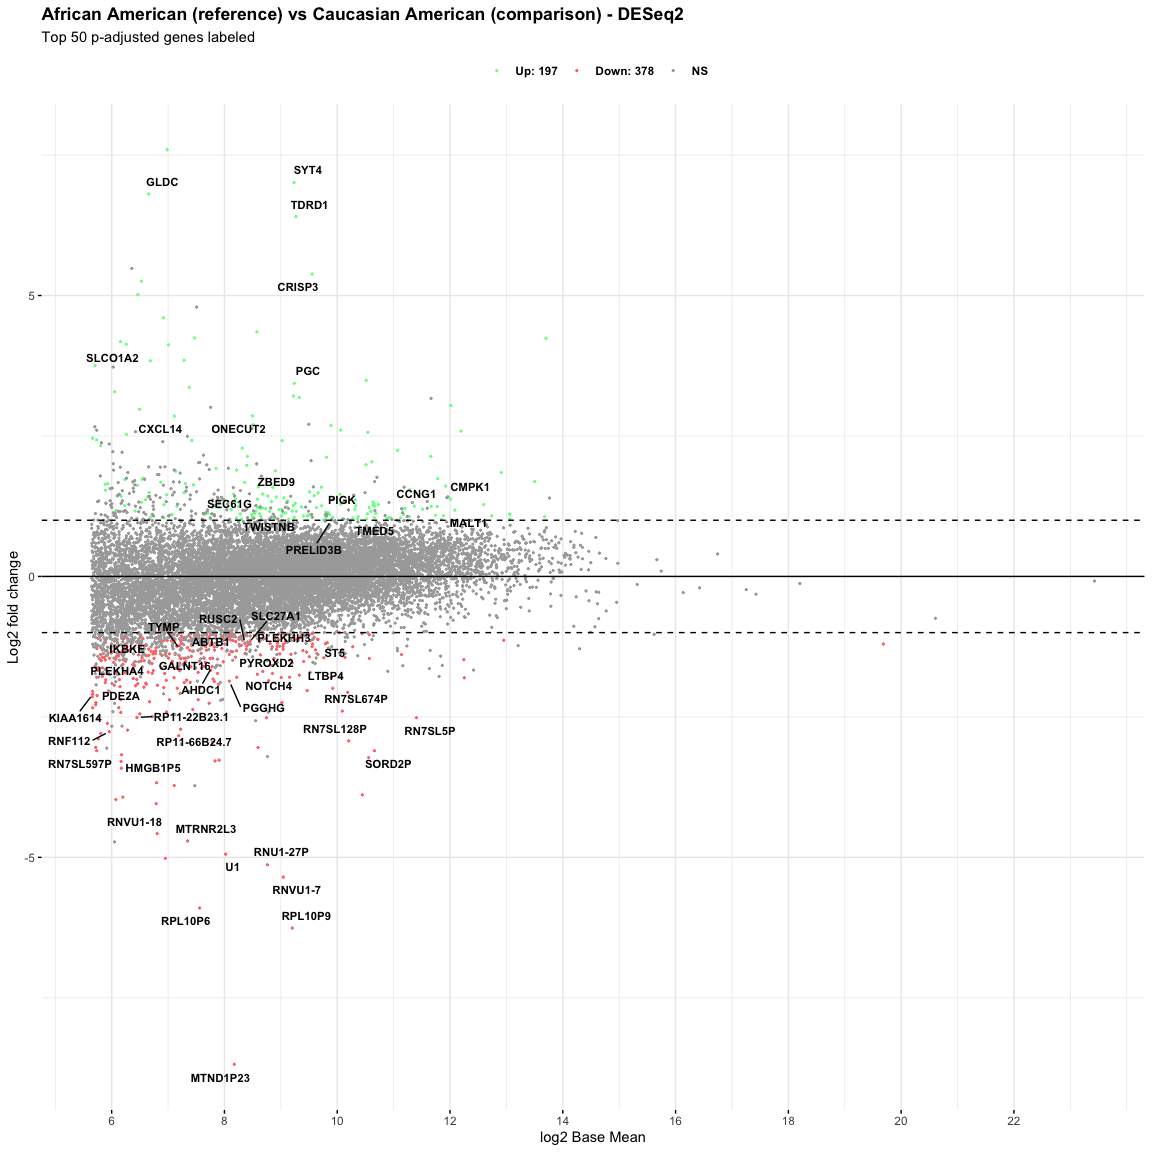 African American (reference) vs Caucasian American (comparison) - DESeq2
Top 50 p-adjusted genes labeled
Up: 197 Down: 378 NS
SYT4
GLDC
TDRD1
CRISP3
5
SLCO1A2
PGC
CXCL14 ONECUT2
ZBED9
CMPK1
CCNG1
PIGK
SEC61G
MALT1
TWISTNB
TMED5
PRELID3B
0
Log2 fold change
SLC27A1
RUSC2
TYMP
PLEKHH3
ABTB1
IKBKE
ST5
PYROXD2
GALNT16
PLEKHA4
LTBP4
NOTCH4
AHDC1
PDE2A
RN7SL674P
PGGHG
KIAA1614 RP11-22B23.1
RN7SL128P
RN7SL5P
RNF112 RP11-66B24.7
RN7SL597P
SORD2P
HMGB1P5
RNVU1-18
MTRNR2L3
RNU1-27P
-5
U1
RNVU1-7
RPL10P9
RPL10P6
MTND1P23
6 8 10 12 14 16 18 20 22
log2 Base Mean